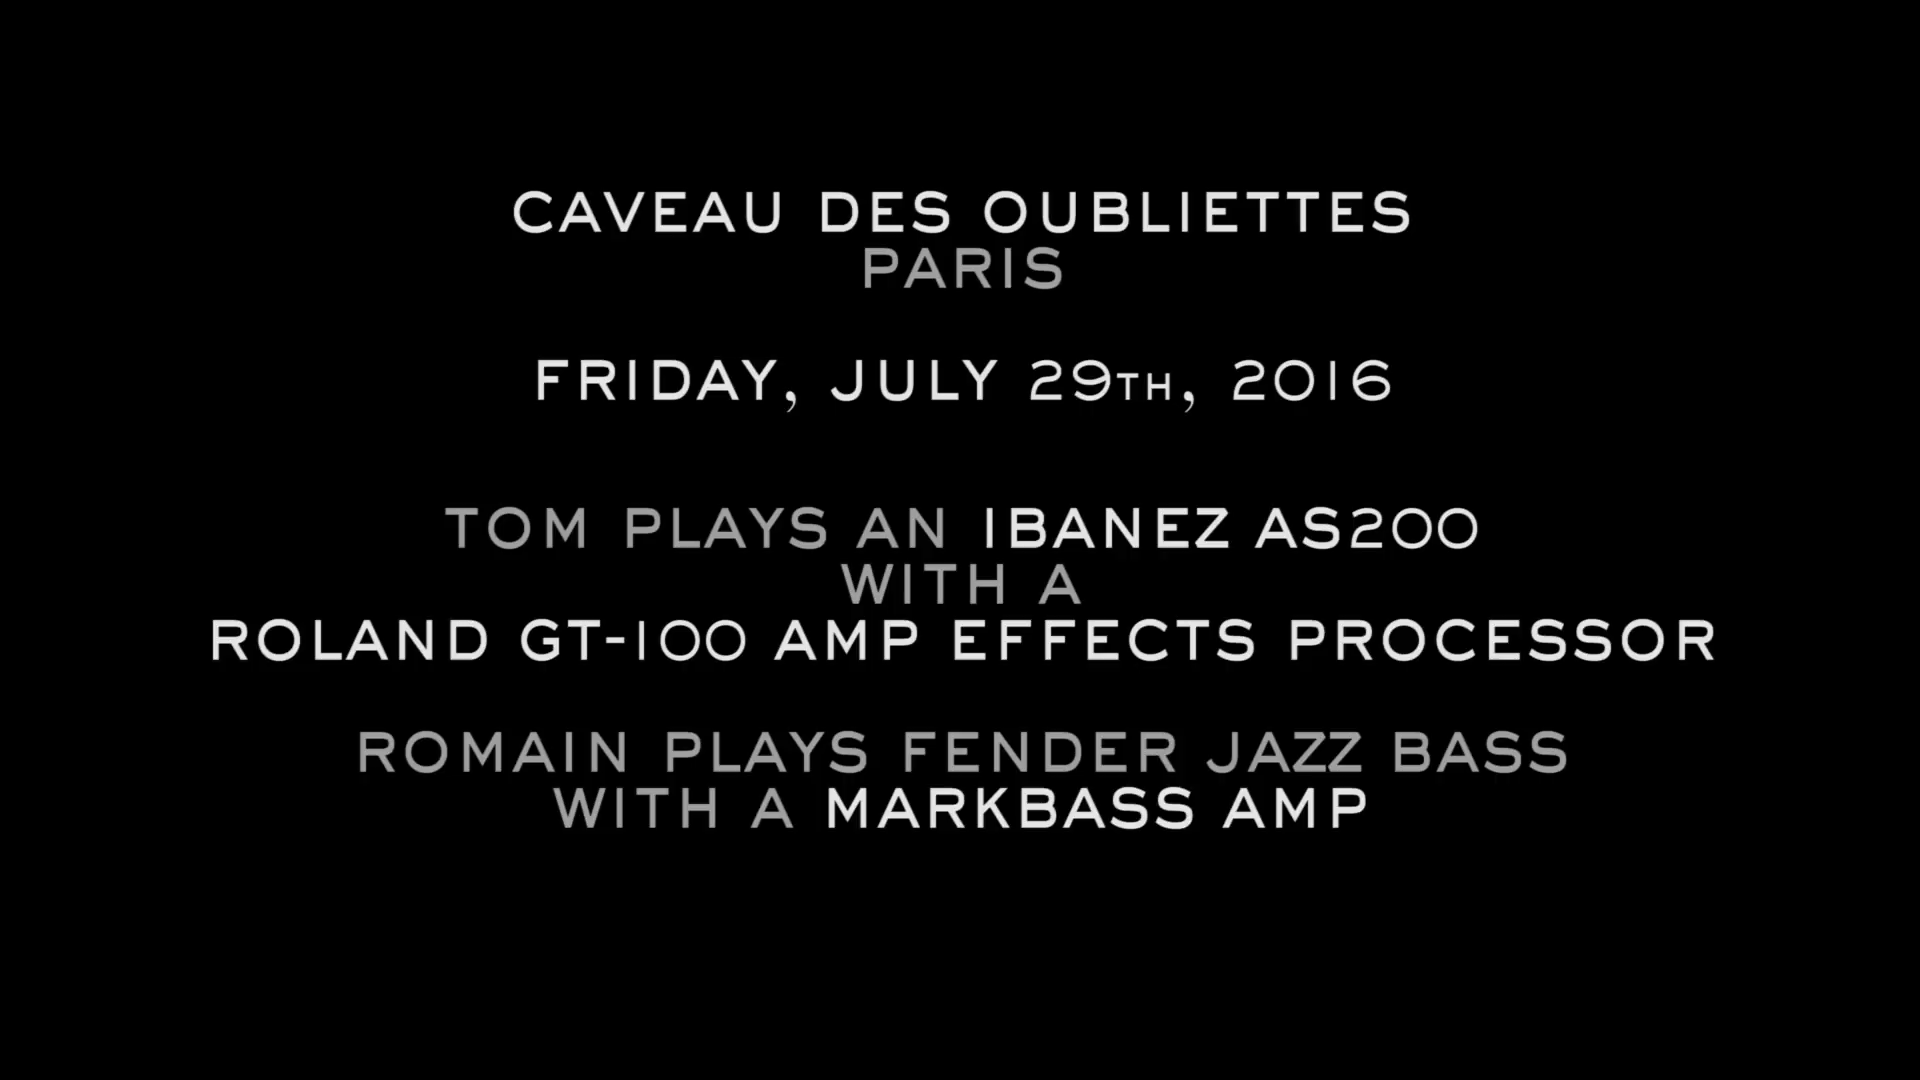 CAVEAU DES OUBLIETTES
PARIS
FRIDAY, JULY 29TH, 2016
TOM PLAYS AN IBANEZ AS200
WITH A
ROLAND GT-100 AMP EFFECTS PROCESSOR
ROMAIN PLAYS FENDER JAZZ BASS
WITH A MARKBASS AMP